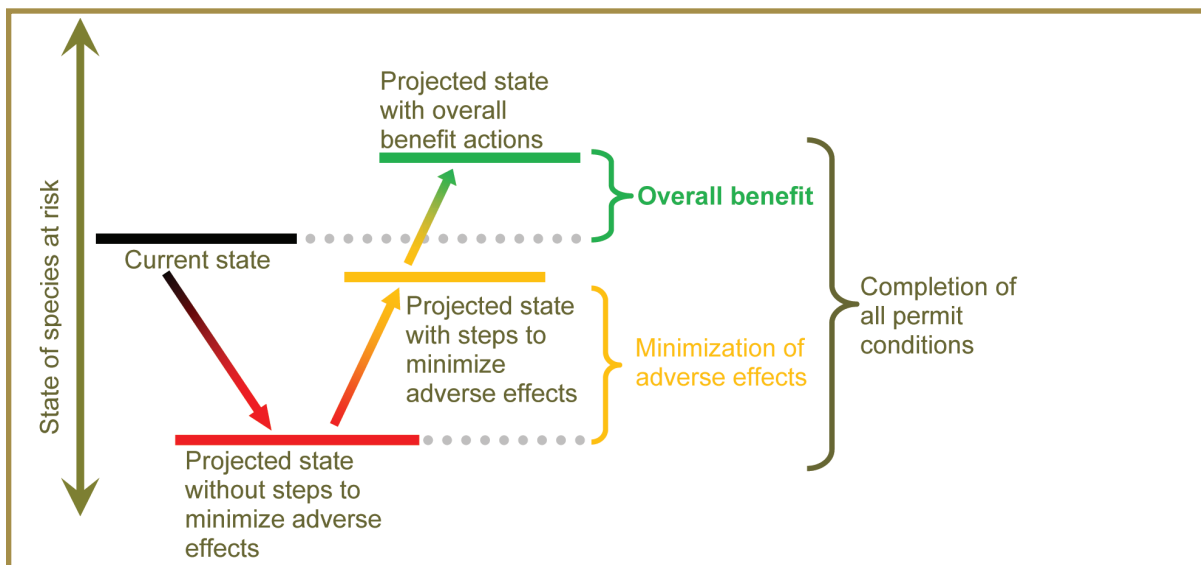 State of species at risk
Projected state
with overall
benefit actions
Overall benefit
Current state
Projected state
with steps to
minimize
adverse effects
Minimization of
adverse effects
Completion of
all permit
conditions
Projected state
without steps to
minimize adverse
effects